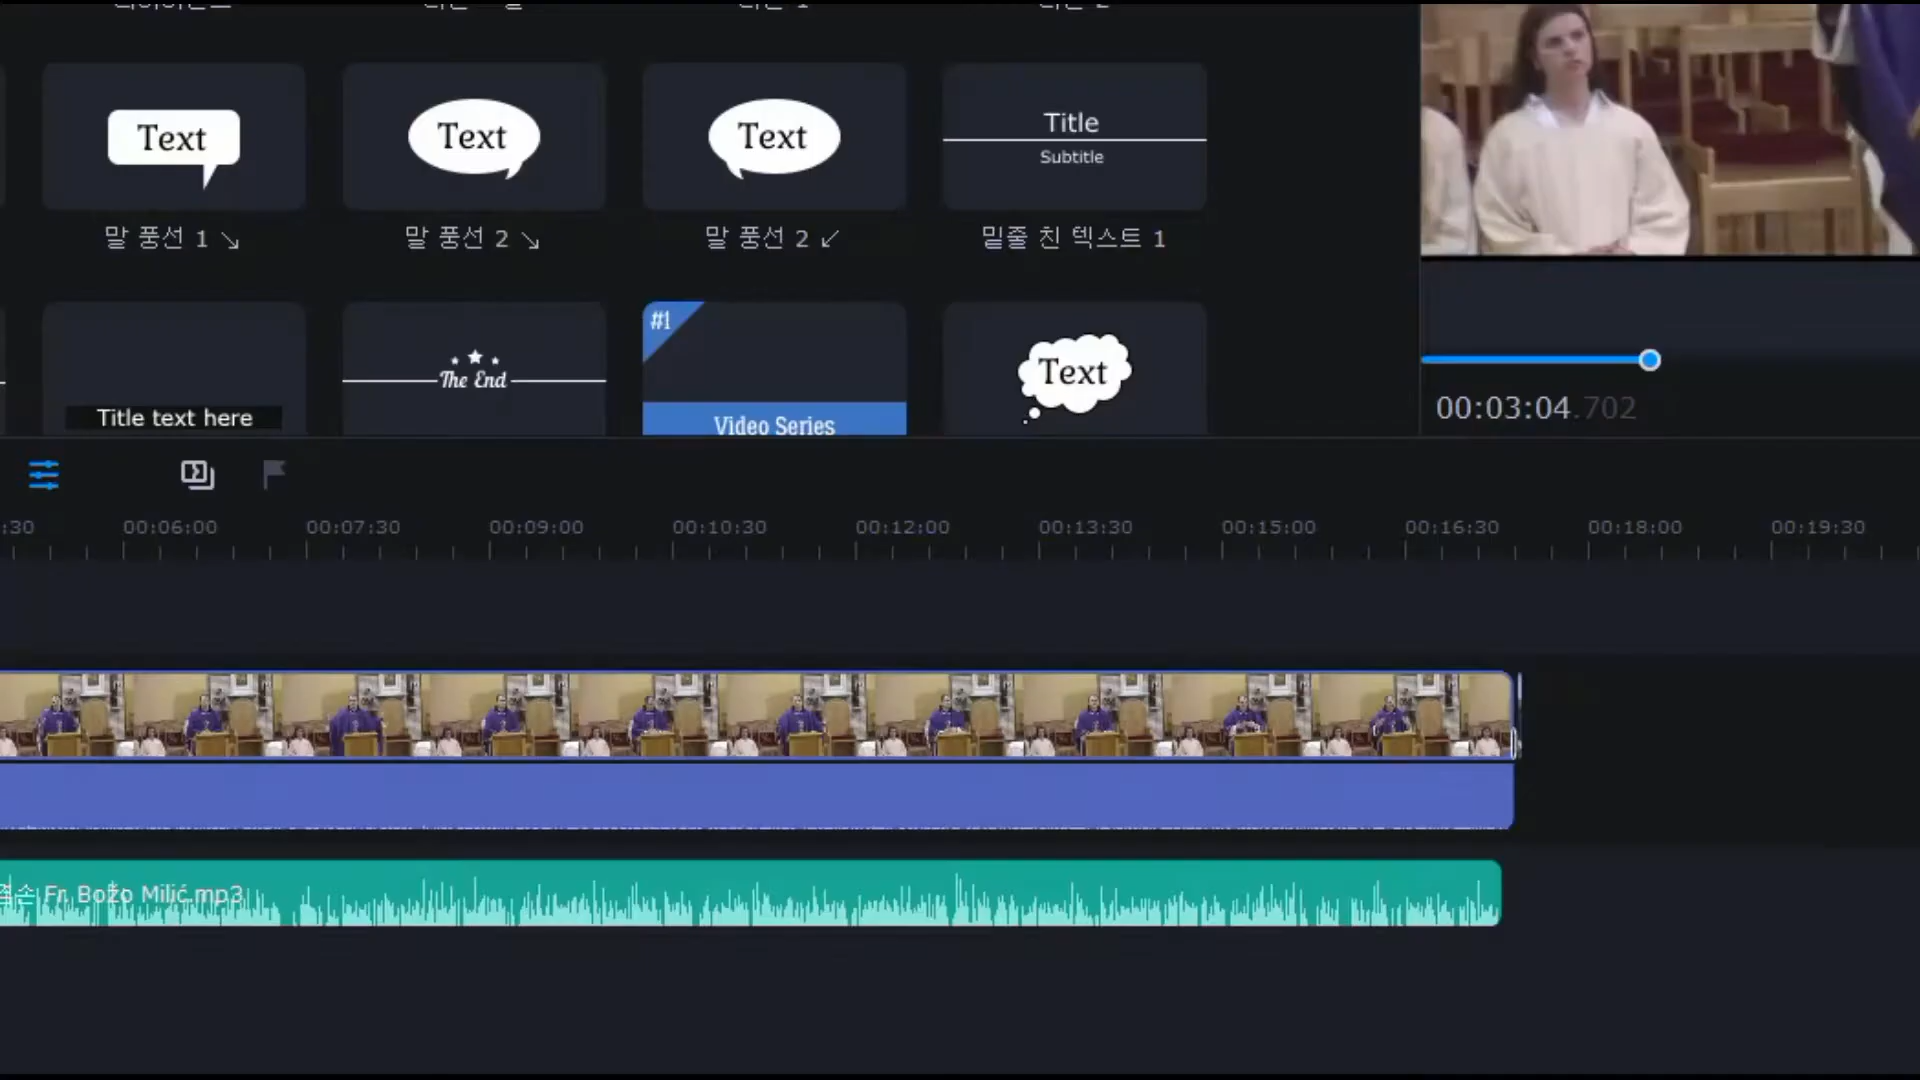 Text
Text
Text
Title
Subtitle
말 풍선 1 ↘
말 풍선 2 ↘
말 풍선 2 ↙
밑줄 친 텍스트 1
Title text here
The End
#1
Video Series
Text
00:03:04.702
:30
00:06:00
00:07:30
00:09:00
00:10:30
00:12:00
00:13:30
00:15:00
00:16:30
00:18:00
00:19:30
손 Fr. Božo Milić.mp3